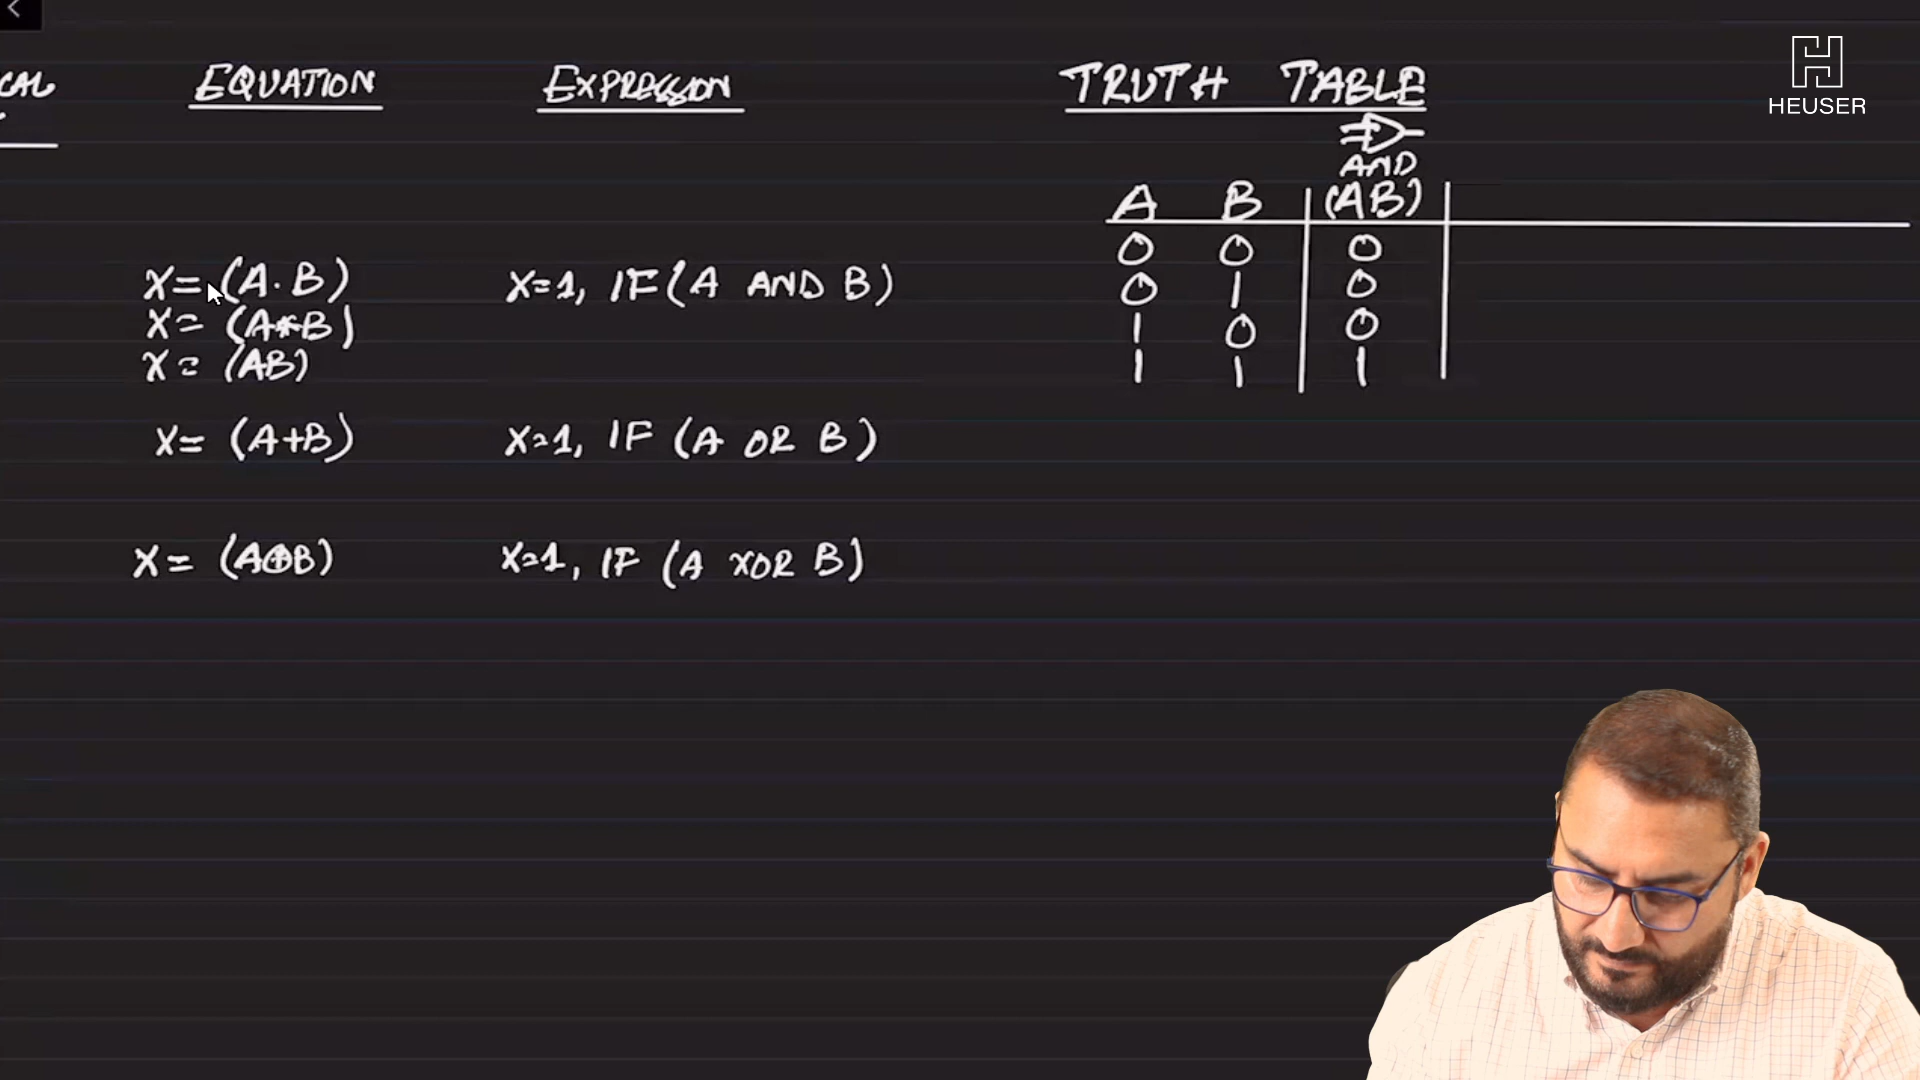 CAL
EQUATION
EXPRESSION
TRUTH TABLE
HEUSER
AND
A B (AB)
0 0 0
0 1 0
1 0 0
1 1 1
X= (A·B)
X=1, IF (A AND B)
X= (A*B)
X= (AB)
X= (A+B)
X=1, IF (A OR B)
X= (A⊕B)
X=1, IF (A XOR B)